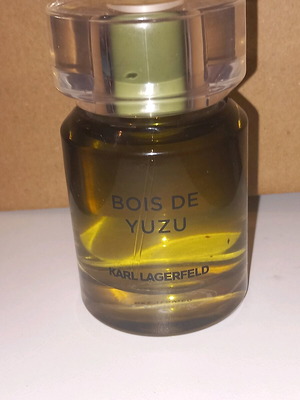 BOIS DE
YUZU
KARL LAGERFELD